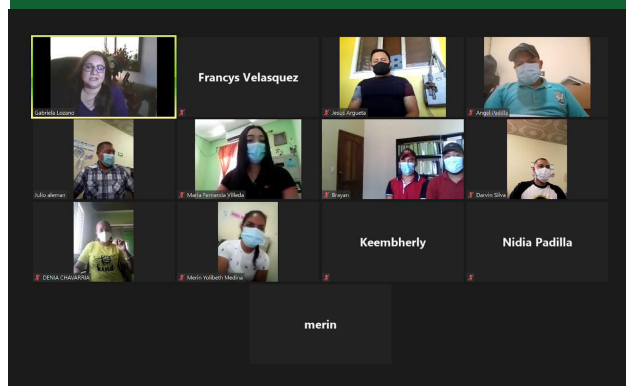 Gabriela Lozano
Francys Velasquez
Jesus Argueta
Angel Padilla
Julio aleman
Maria Fernanda Villeda
Brayan
Darvin Silva
DENIA CHAVARRIA
Merin Yolibeth Medina
Keembherly
Nidia Padilla
merin